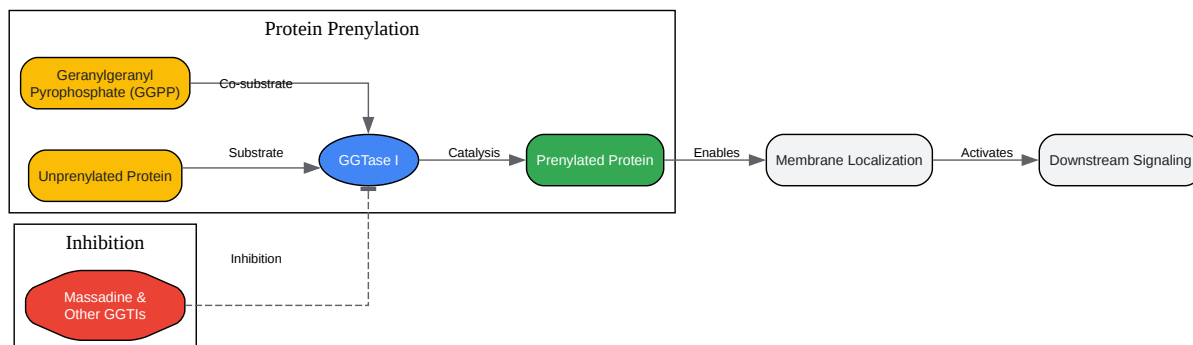 Protein Prenylation
Geranylgeranyl
Pyrophosphate (GGPP)
Co-substrate
Unprenylated Protein
Substrate
GGTase I
Catalysis
Prenylated Protein
Enables
Membrane Localization
Activates
Downstream Signaling
Inhibition
Massadine &
Other GGTIs
Inhibition